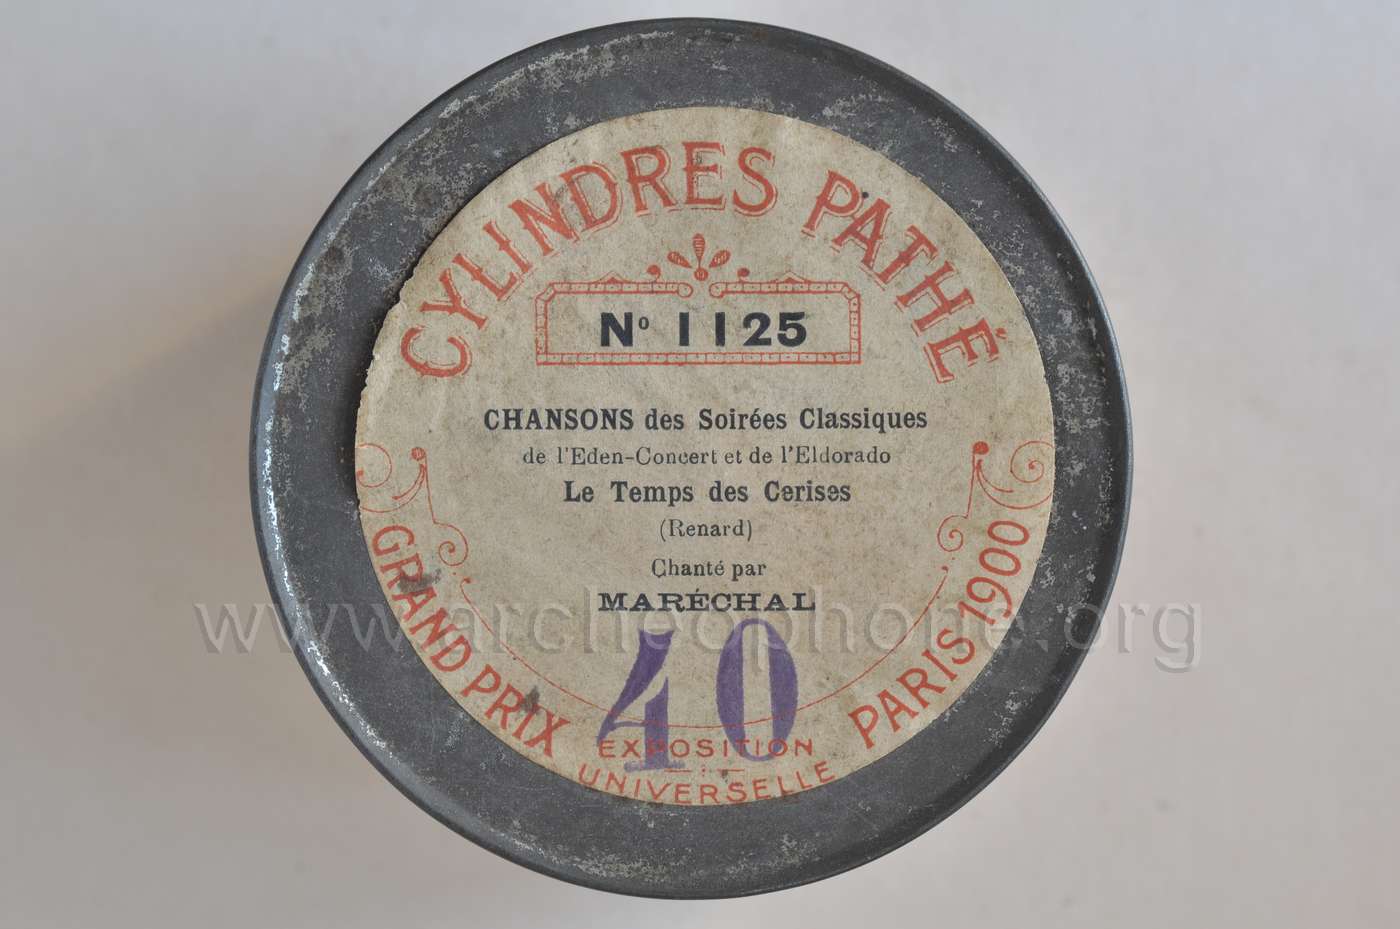 CYLINDRES PATHÉ
Nº 1125
CHANSONS des Soirées Classiques
de l'Eden-Concert et de l'Eldorado
Le Temps des Cerises
(Renard)
Chanté par
MARÉCHAL
www.archeophone.org
40
GRAND PRIX
EXPOSITION
UNIVERSELLE
PARIS 1900